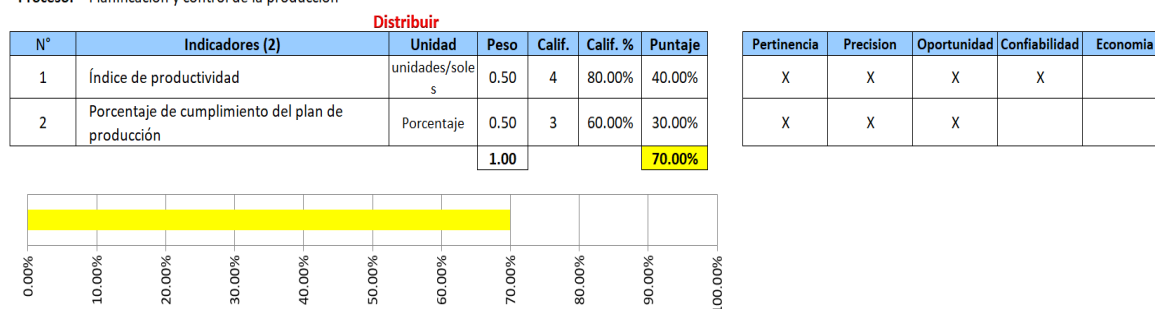 Proceso: Planificación y control de la producción
Distribuir
N° Indicadores (2) Unidad Peso Calif. Calif. % Puntaje Pertinencia Precision Oportunidad Confiabilidad Economia
1 Índice de productividad unidades/sole
s 0.50 4 80.00% 40.00% X X X X
2 Porcentaje de cumplimiento del plan de
producción Porcentaje 0.50 3 60.00% 30.00% X X X
1.00 70.00%
0.00% 10.00% 20.00% 30.00% 40.00% 50.00% 60.00% 70.00% 80.00% 90.00% 100.00%